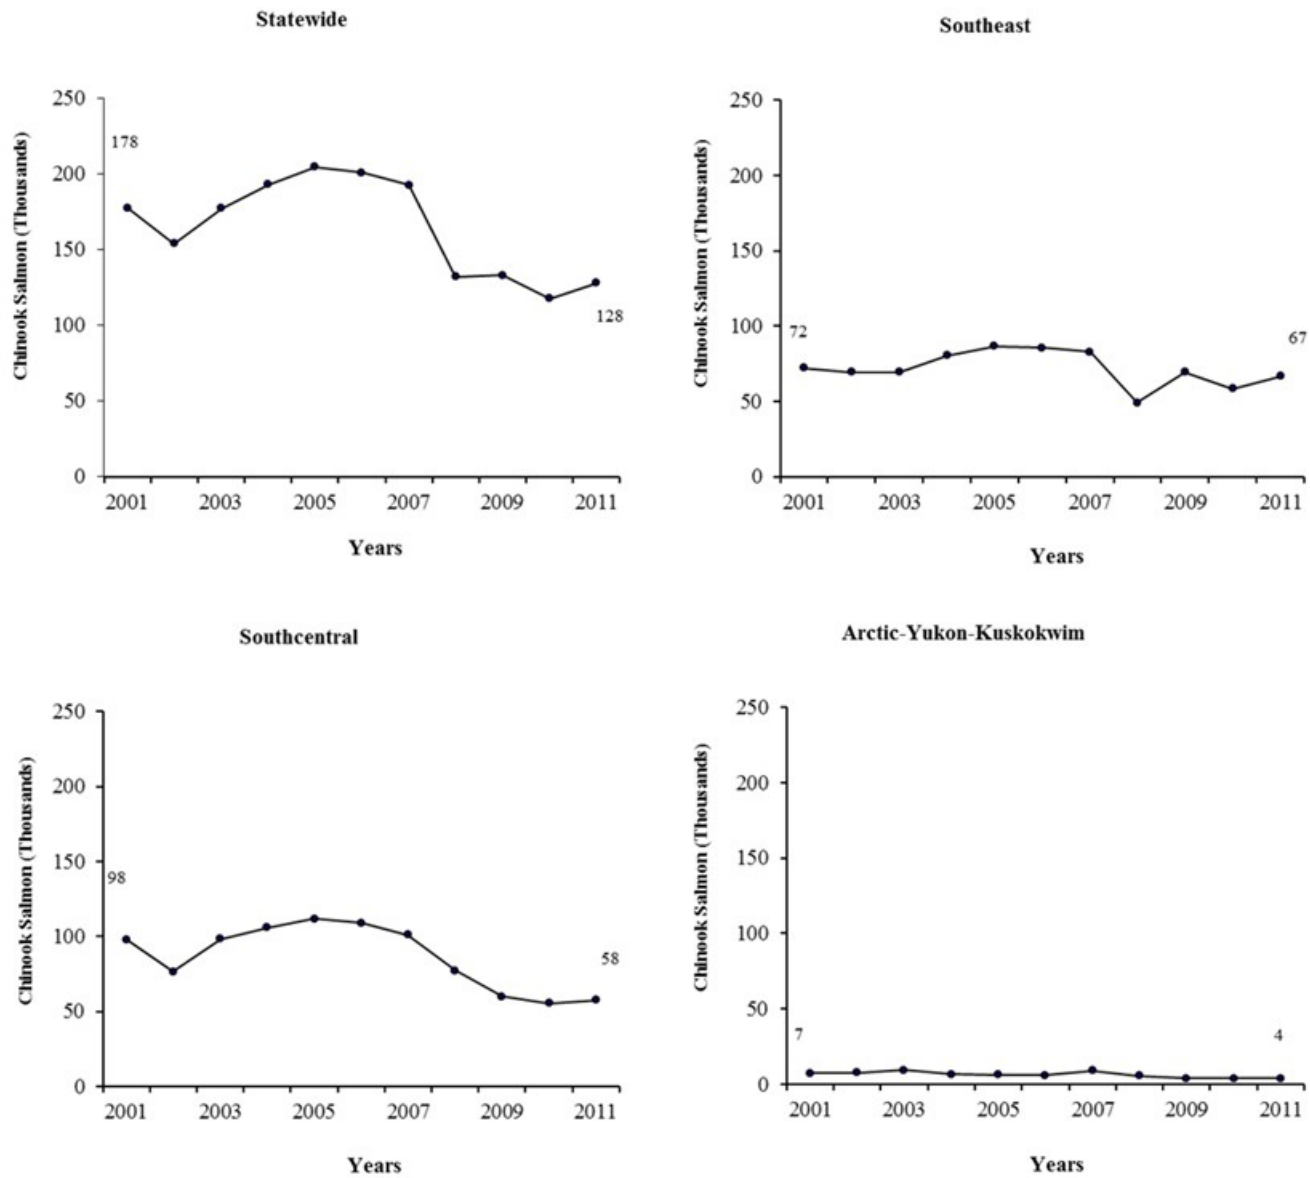 Statewide
Chinook Salmon (Thousands)
250
200
150
100
50
0
178
128
2001 2003 2005 2007 2009 2011
Years
Southeast
Chinook Salmon (Thousands)
250
200
150
100
50
0
72
67
2001 2003 2005 2007 2009 2011
Years
Southcentral
Chinook Salmon (Thousands)
250
200
150
100
50
0
98
58
2001 2003 2005 2007 2009 2011
Years
Arctic-Yukon-Kuskokwim
Chinook Salmon (Thousands)
250
200
150
100
50
0
7
4
2001 2003 2005 2007 2009 2011
Years